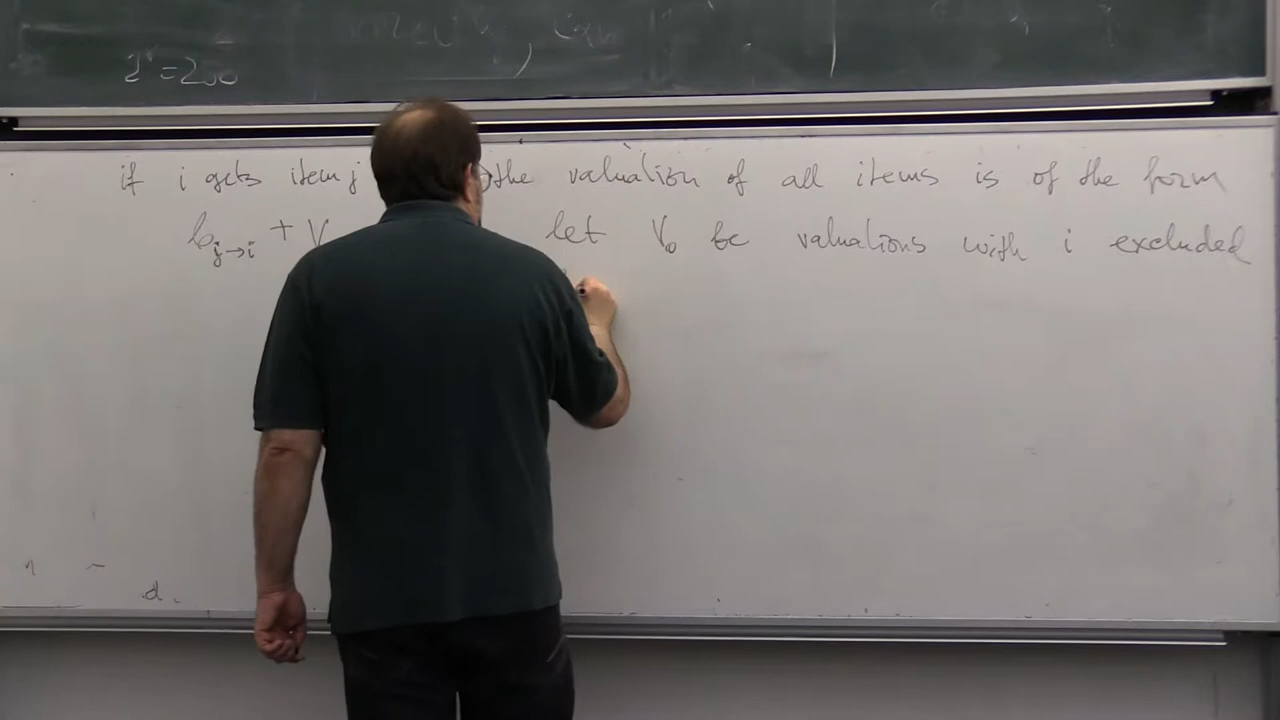 2 = 200
if i gets item j the valuation of all items is of the form
b_{j→i} + V let V_0 be valuations with i excluded
d.